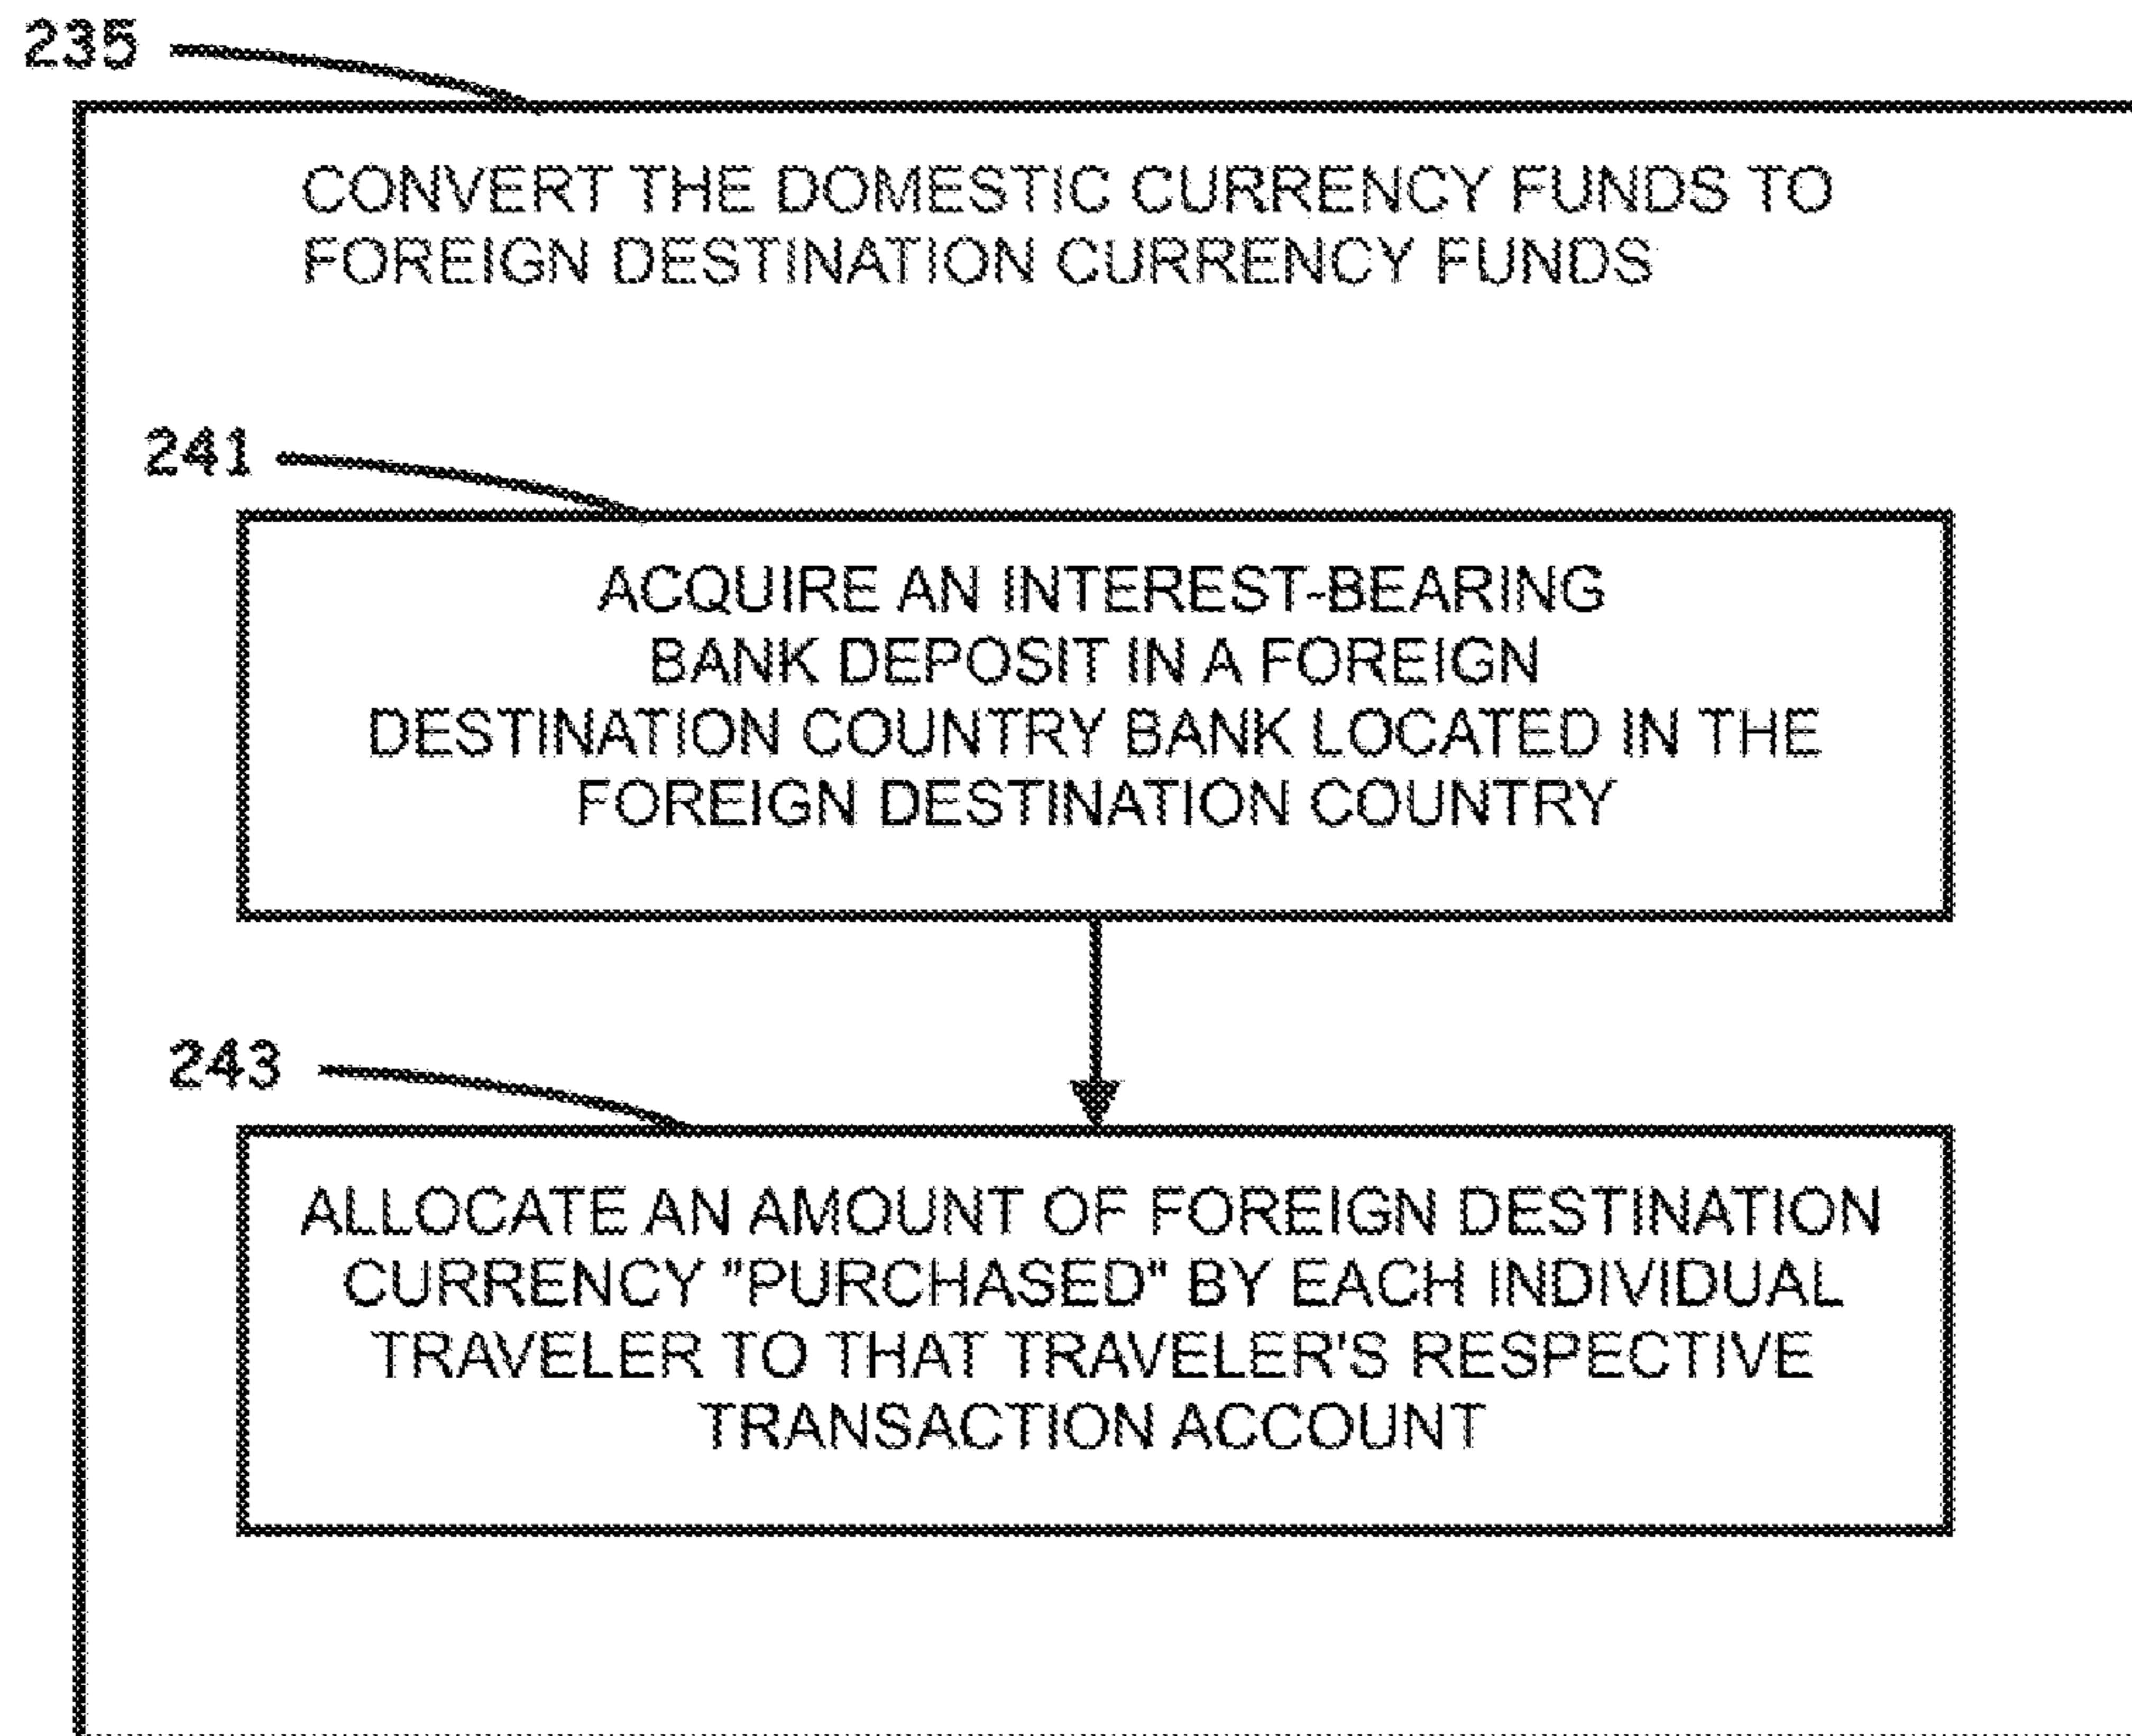 235
CONVERT THE DOMESTIC CURRENCY FUNDS TO
FOREIGN DESTINATION CURRENCY FUNDS
241
ACQUIRE AN INTEREST-BEARING
BANK DEPOSIT IN A FOREIGN
DESTINATION COUNTRY BANK LOCATED IN THE
FOREIGN DESTINATION COUNTRY
243
ALLOCATE AN AMOUNT OF FOREIGN DESTINATION
CURRENCY "PURCHASED" BY EACH INDIVIDUAL
TRAVELER TO THAT TRAVELER'S RESPECTIVE
TRANSACTION ACCOUNT